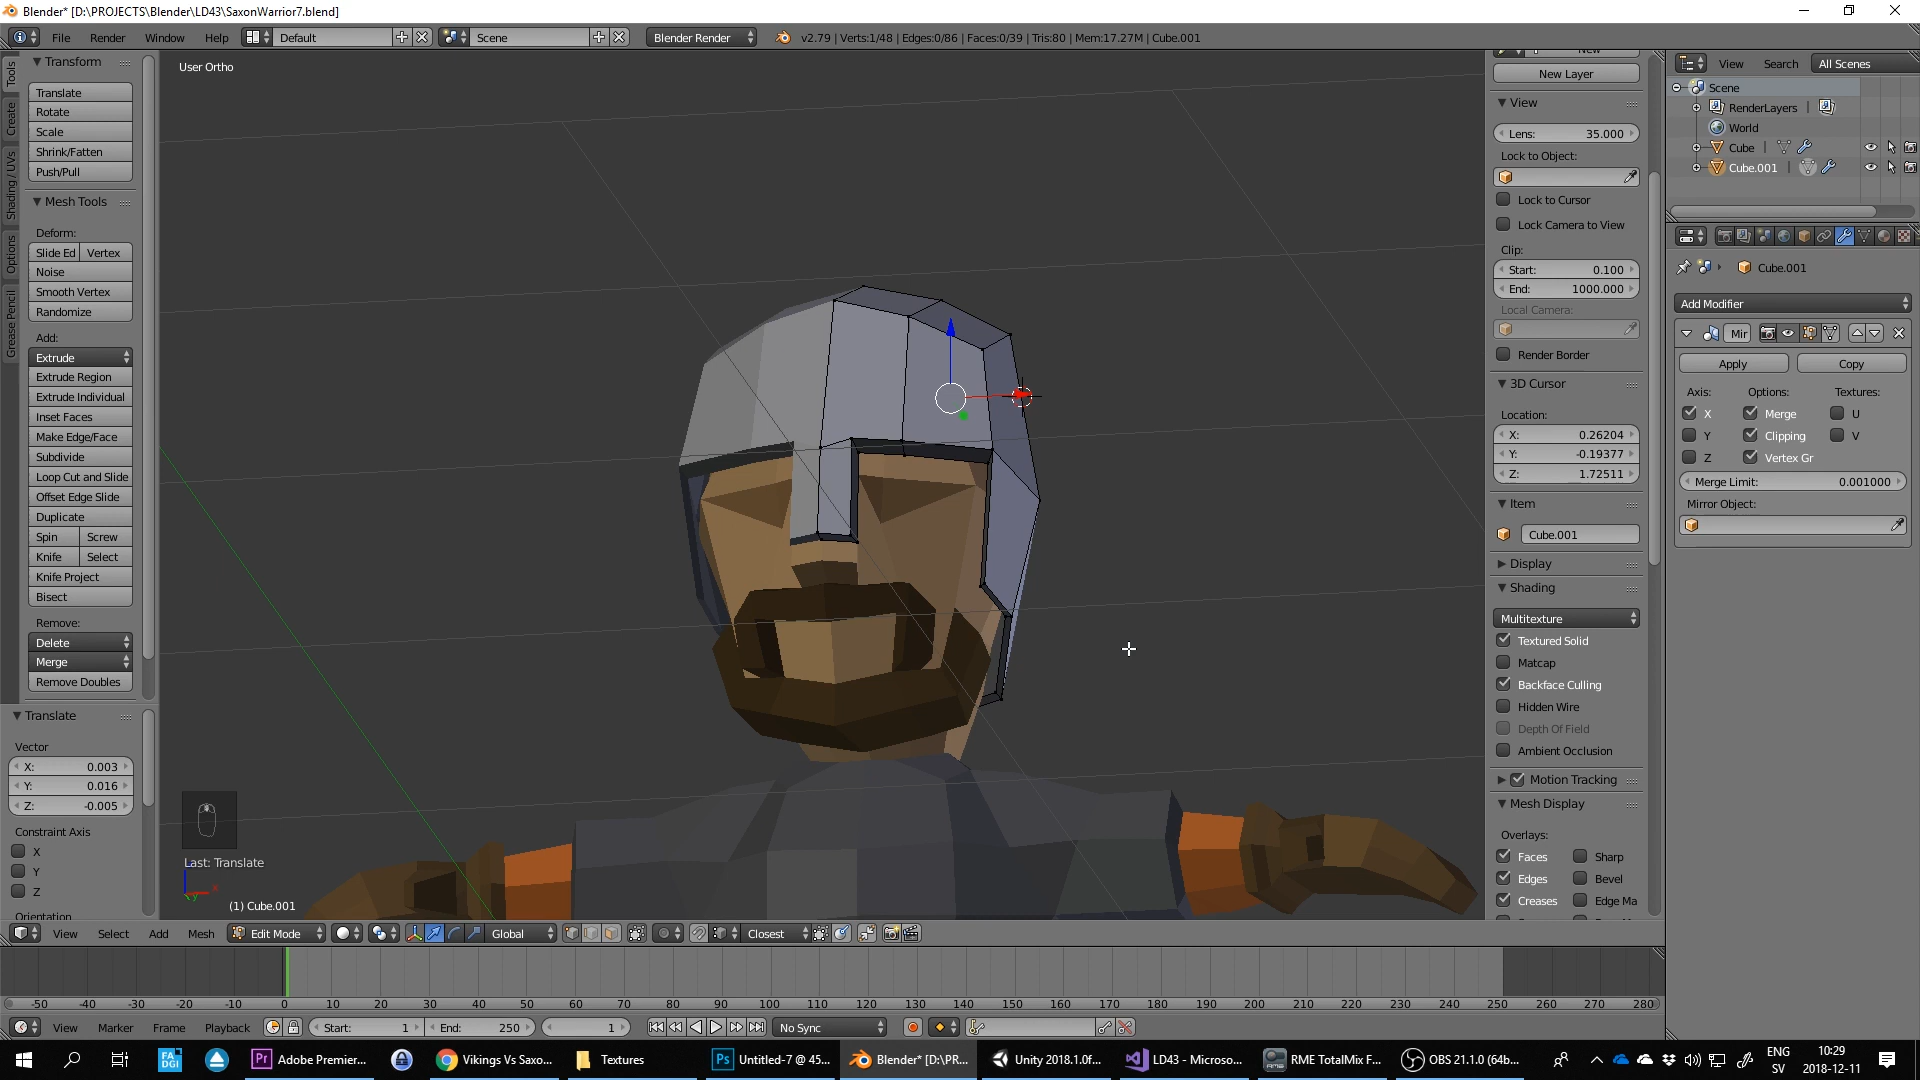 Blender* [D:\PROJECTS\Blender\LD43\SaxonWarrior7.blend]
File Render Window Help Default Scene Blender Render v2.79 | Verts:1/48 | Edges:0/86 | Faces:0/39 | Tris:80 | Mem:17.27M | Cube.001
Tools
Create
Shading / UVs
Options
Grease Pencil
Transform
Translate
Rotate
Scale
Shrink/Fatten
Push/Pull
Mesh Tools
Deform:
Slide Ed Vertex
Noise
Smooth Vertex
Randomize
Add:
Extrude
Extrude Region
Extrude Individual
Inset Faces
Make Edge/Face
Subdivide
Loop Cut and Slide
Offset Edge Slide
Duplicate
Spin Screw
Knife Select
Knife Project
Bisect
Remove:
Delete
Merge
Remove Doubles
Translate
Vector
X: 0.003
Y: 0.016
Z: -0.005
Constraint Axis
X
Y
Z
Orientation
User Ortho
Last: Translate
(1) Cube.001
New
New Layer
View
Lens: 35.000
Lock to Object:
Lock to Cursor
Lock Camera to View
Clip:
Start: 0.100
End: 1000.000
Local Camera:
Render Border
3D Cursor
Location:
X: 0.26204
Y: -0.19377
Z: 1.72511
Item
Cube.001
Display
Shading
Multitexture
Textured Solid
Matcap
Backface Culling
Hidden Wire
Depth Of Field
Ambient Occlusion
Motion Tracking
Mesh Display
Overlays:
Faces Sharp
Edges Bevel
Creases Edge Ma
View Search All Scenes
Scene
RenderLayers |
World
Cube |
Cube.001 |
Cube.001
Add Modifier
Mir
Apply Copy
Axis: Options: Textures:
X Merge U
Y Clipping V
Z Vertex Gr
Merge Limit: 0.001000
Mirror Object:
View Select Add Mesh Edit Mode Global Closest
-50 -40 -30 -20 -10 0 10 20 30 40 50 60 70 80 90 100 110 120 130 140 150 160 170 180 190 200 210 220 230 240 250 260 270 280
View Marker Frame Playback Start: 1 End: 250 1 No Sync
FA
DGI
Pr Adobe Premier... Vikings Vs Saxo... Textures Ps Untitled-7 @ 45... Blender* [D:\PR... Unity 2018.1.0f... LD43 - Microso... RME TotalMix F... OBS 21.1.0 (64b...
ENG 10:29
SV 2018-12-11